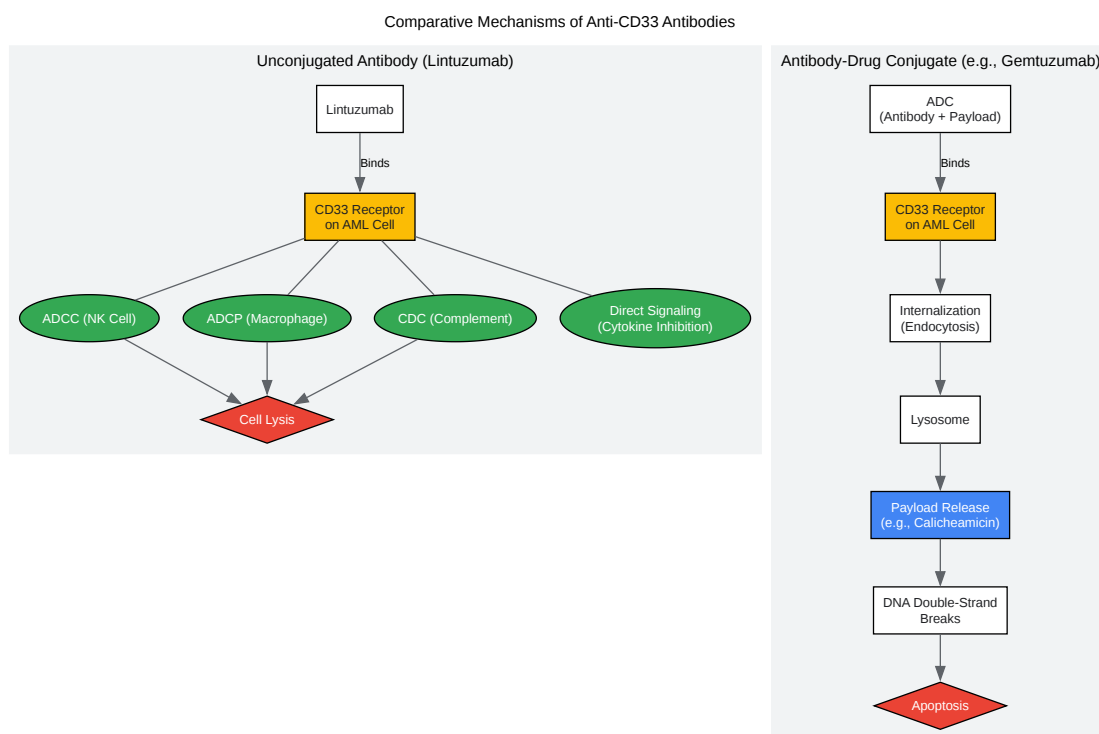 Comparative Mechanisms of Anti-CD33 Antibodies
Unconjugated Antibody (Lintuzumab)
Lintuzumab
Binds
CD33 Receptor
on AML Cell
ADCC (NK Cell)
ADCP (Macrophage)
CDC (Complement)
Direct Signaling
(Cytokine Inhibition)
Cell Lysis
Antibody-Drug Conjugate (e.g., Gemtuzumab)
ADC
(Antibody + Payload)
Binds
CD33 Receptor
on AML Cell
Internalization
(Endocytosis)
Lysosome
Payload Release
(e.g., Calicheamicin)
DNA Double-Strand
Breaks
Apoptosis